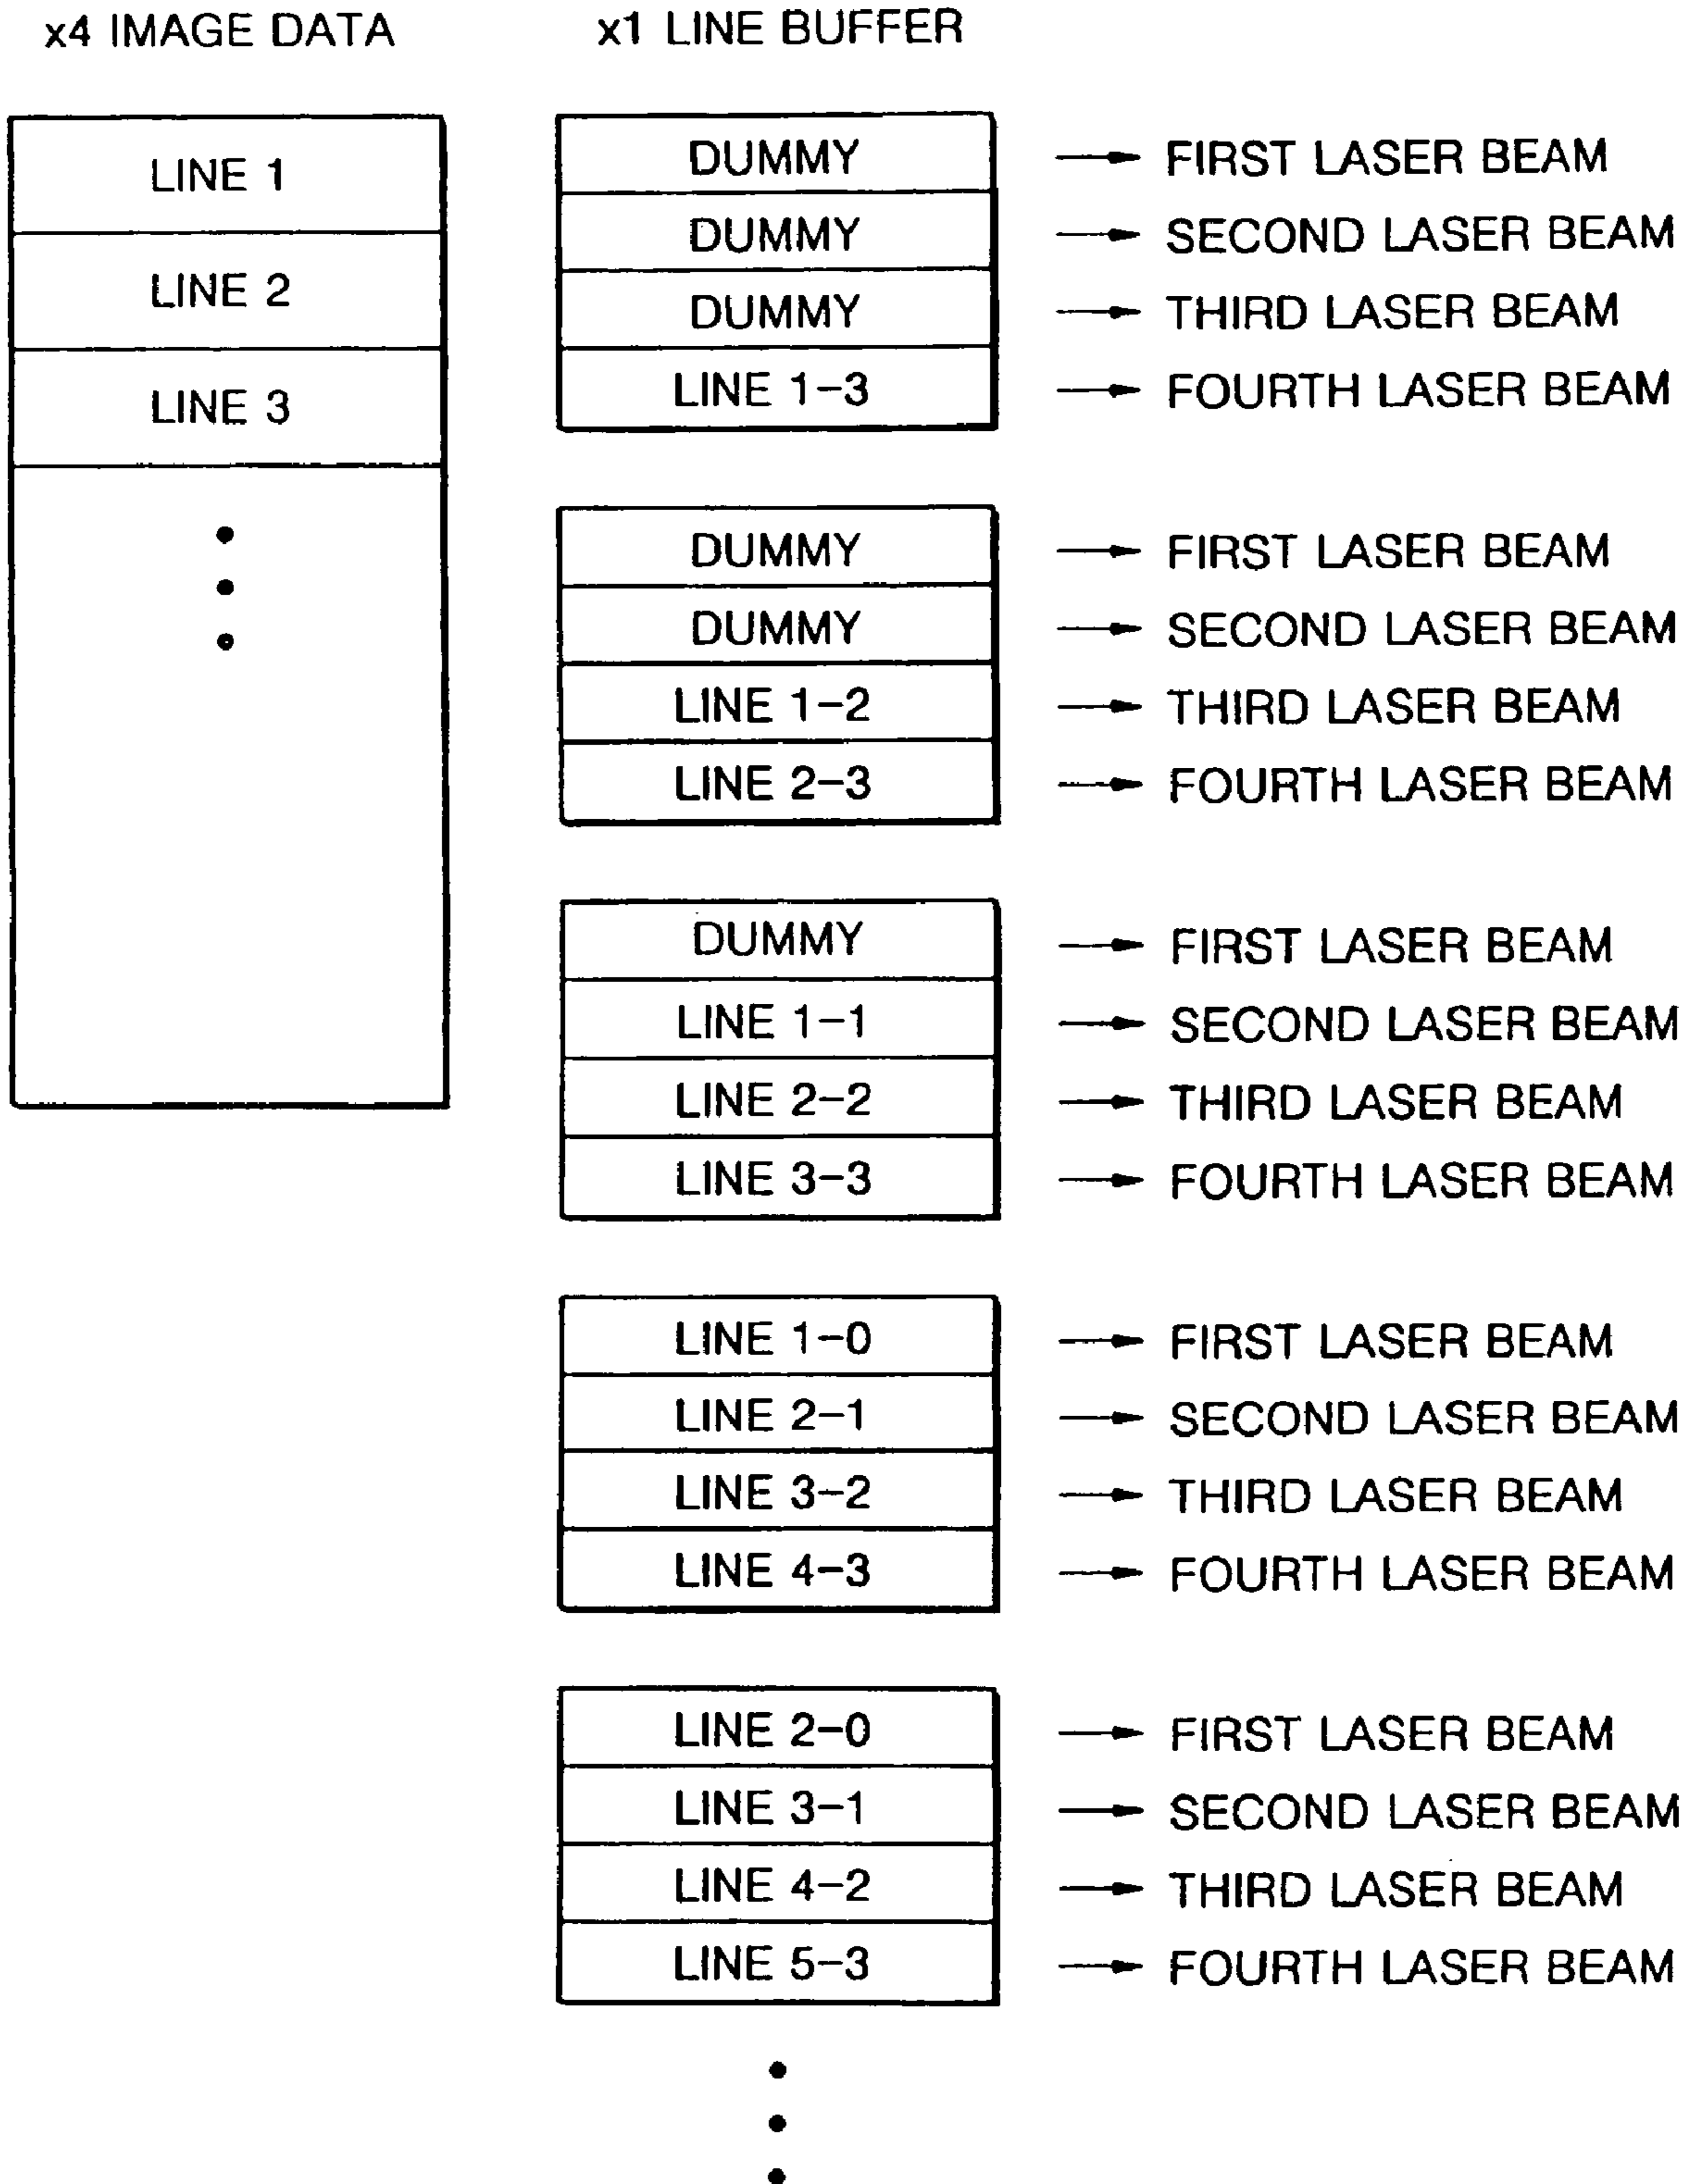 x4 IMAGE DATA
x1 LINE BUFFER
LINE 1
LINE 2
LINE 3
DUMMY → FIRST LASER BEAM
DUMMY → SECOND LASER BEAM
DUMMY → THIRD LASER BEAM
LINE 1-3 → FOURTH LASER BEAM
DUMMY → FIRST LASER BEAM
DUMMY → SECOND LASER BEAM
LINE 1-2 → THIRD LASER BEAM
LINE 2-3 → FOURTH LASER BEAM
DUMMY → FIRST LASER BEAM
LINE 1-1 → SECOND LASER BEAM
LINE 2-2 → THIRD LASER BEAM
LINE 3-3 → FOURTH LASER BEAM
LINE 1-0 → FIRST LASER BEAM
LINE 2-1 → SECOND LASER BEAM
LINE 3-2 → THIRD LASER BEAM
LINE 4-3 → FOURTH LASER BEAM
LINE 2-0 → FIRST LASER BEAM
LINE 3-1 → SECOND LASER BEAM
LINE 4-2 → THIRD LASER BEAM
LINE 5-3 → FOURTH LASER BEAM